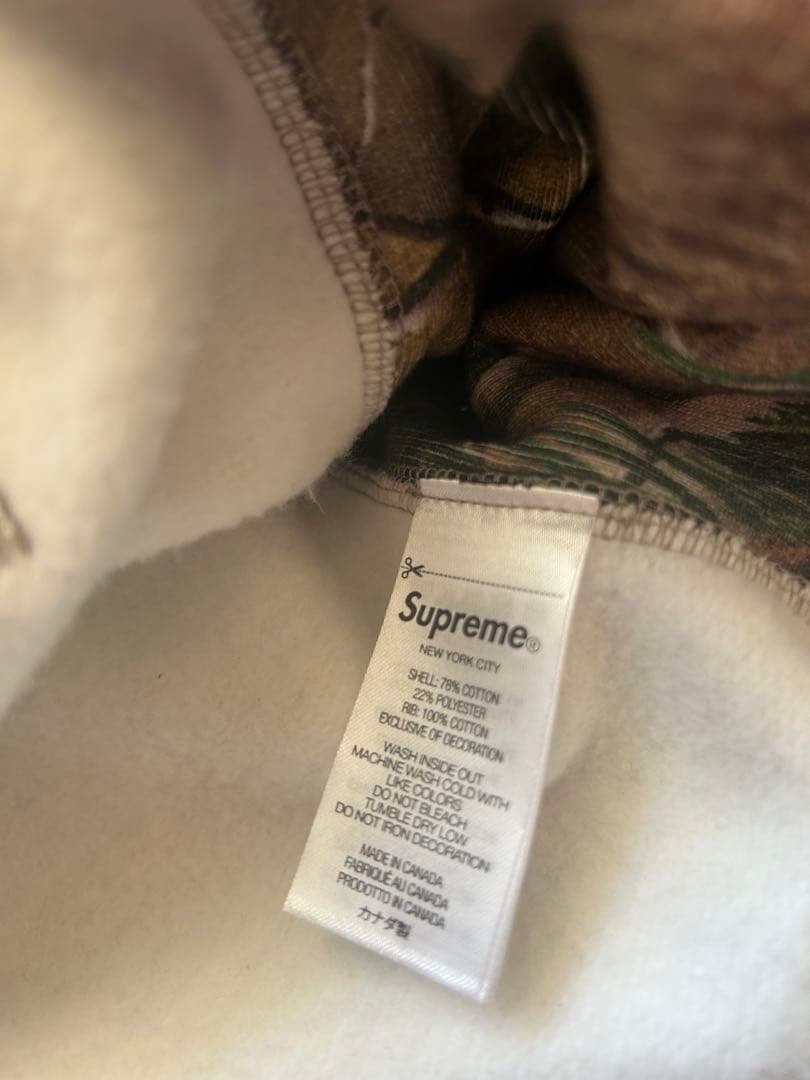 Supreme®
NEW YORK CITY
SHELL: 78% COTTON
22% POLYESTER
RIB: 100% COTTON
EXCLUSIVE OF DECORATION
WASH INSIDE OUT
MACHINE WASH COLD WITH
LIKE COLORS
DO NOT BLEACH
TUMBLE DRY LOW
DO NOT IRON DECORATION
MADE IN CANADA
FABRIQUÉ AU CANADA
PRODOTTO IN CANADA
カナダ製